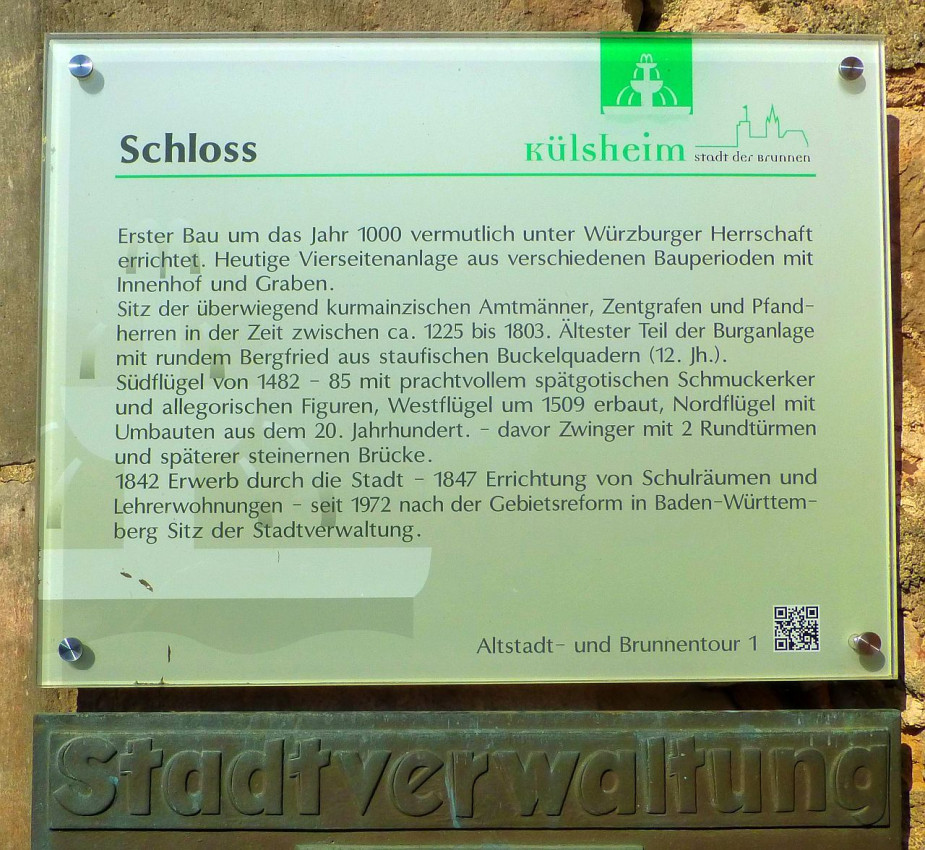 Schloss
Külsheim stadt der Brunnen
Erster Bau um das Jahr 1000 vermutlich unter Würzburger Herrschaft
errichtet. Heutige Vierseitenanlage aus verschiedenen Bauperioden mit
Innenhof und Graben.
Sitz der überwiegend kurmainzischen Amtmänner, Zentgrafen und Pfand-
herren in der Zeit zwischen ca. 1225 bis 1803. Ältester Teil der Burganlage
mit rundem Bergfried aus staufischen Buckelquadern (12. Jh.).
Südflügel von 1482 - 85 mit prachtvollem spätgotischen Schmuckerker
und allegorischen Figuren, Westflügel um 1509 erbaut, Nordflügel mit
Umbauten aus dem 20. Jahrhundert. - davor Zwinger mit 2 Rundtürmen
und späterer steinernen Brücke.
1842 Erwerb durch die Stadt - 1847 Errichtung von Schulräumen und
Lehrerwohnungen - seit 1972 nach der Gebietsreform in Baden-Württem-
berg Sitz der Stadtverwaltung.
Altstadt- und Brunnentour 1
Stadtverwaltung